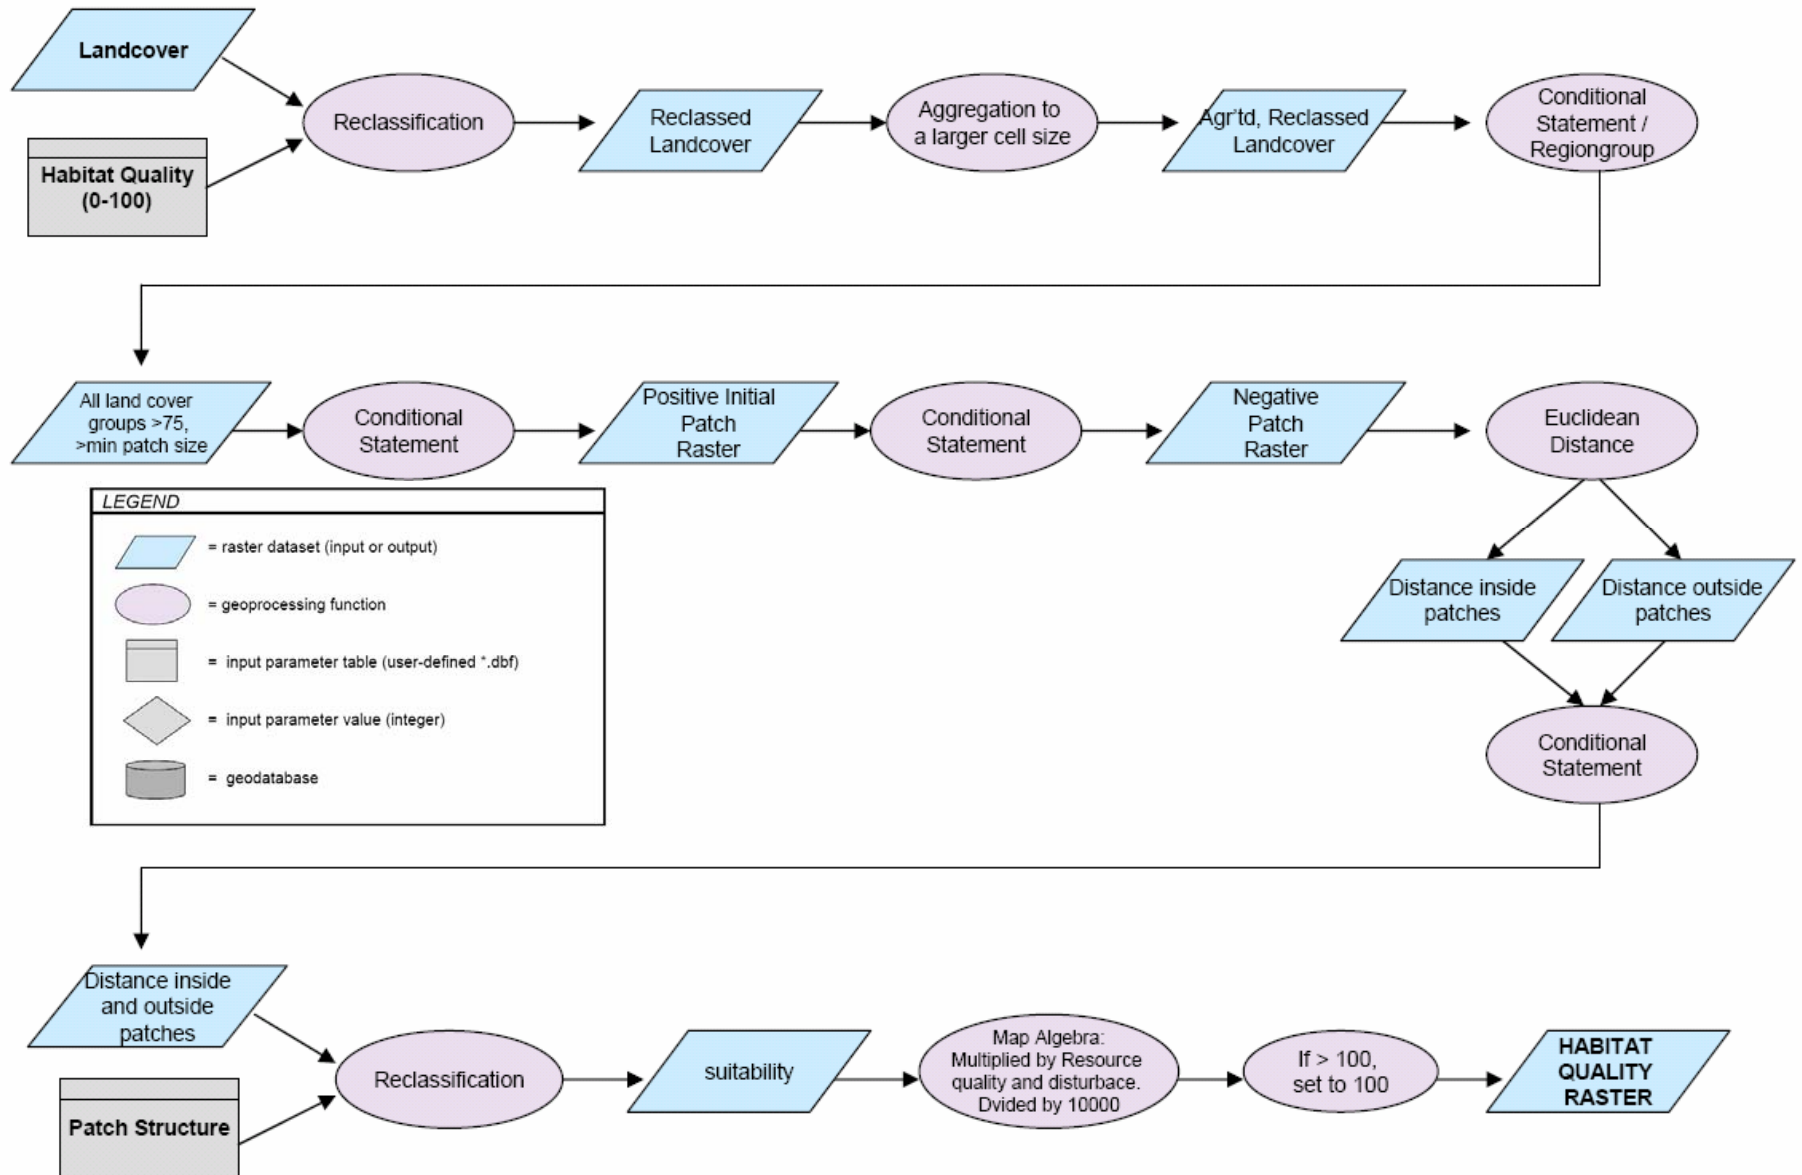 Landcover
Habitat Quality
(0-100)
Reclassification
Reclassed
Landcover
Aggregation to
a larger cell size
Agr'td, Reclassed
Landcover
Conditional
Statement /
Regiongroup
All land cover
groups >75,
>min patch size
Conditional
Statement
Positive Initial
Patch
Raster
Conditional
Statement
Negative
Patch
Raster
Euclidean
Distance
LEGEND
= raster dataset (input or output)
= geoprocessing function
= input parameter table (user-defined *.dbf)
= input parameter value (integer)
= geodatabase
Distance inside
patches
Distance outside
patches
Conditional
Statement
Distance inside
and outside
patches
Patch Structure
Reclassification
suitability
Map Algebra:
Multiplied by Resource
quality and disturbace.
Dvided by 10000
If > 100,
set to 100
HABITAT
QUALITY
RASTER